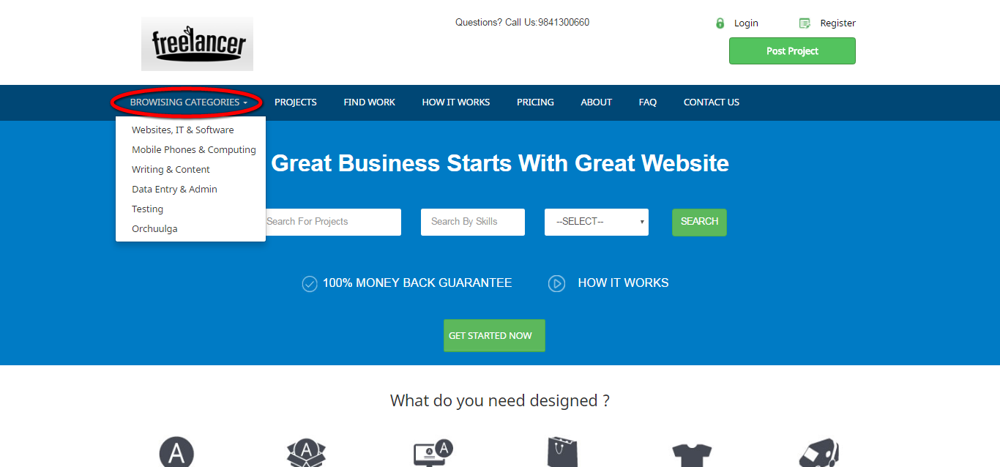 freelancer
Questions? Call Us:9841300660
Login
Register
Post Project
BROWISING CATEGORIES
PROJECTS
FIND WORK
HOW IT WORKS
PRICING
ABOUT
FAQ
CONTACT US
Websites, IT & Software
Mobile Phones & Computing
Writing & Content
Data Entry & Admin
Testing
Orchuulga
Great Business Starts With Great Website
Search For Projects
Search By Skills
--SELECT--
SEARCH
100% MONEY BACK GUARANTEE
HOW IT WORKS
GET STARTED NOW
What do you need designed ?
A
A
A
A